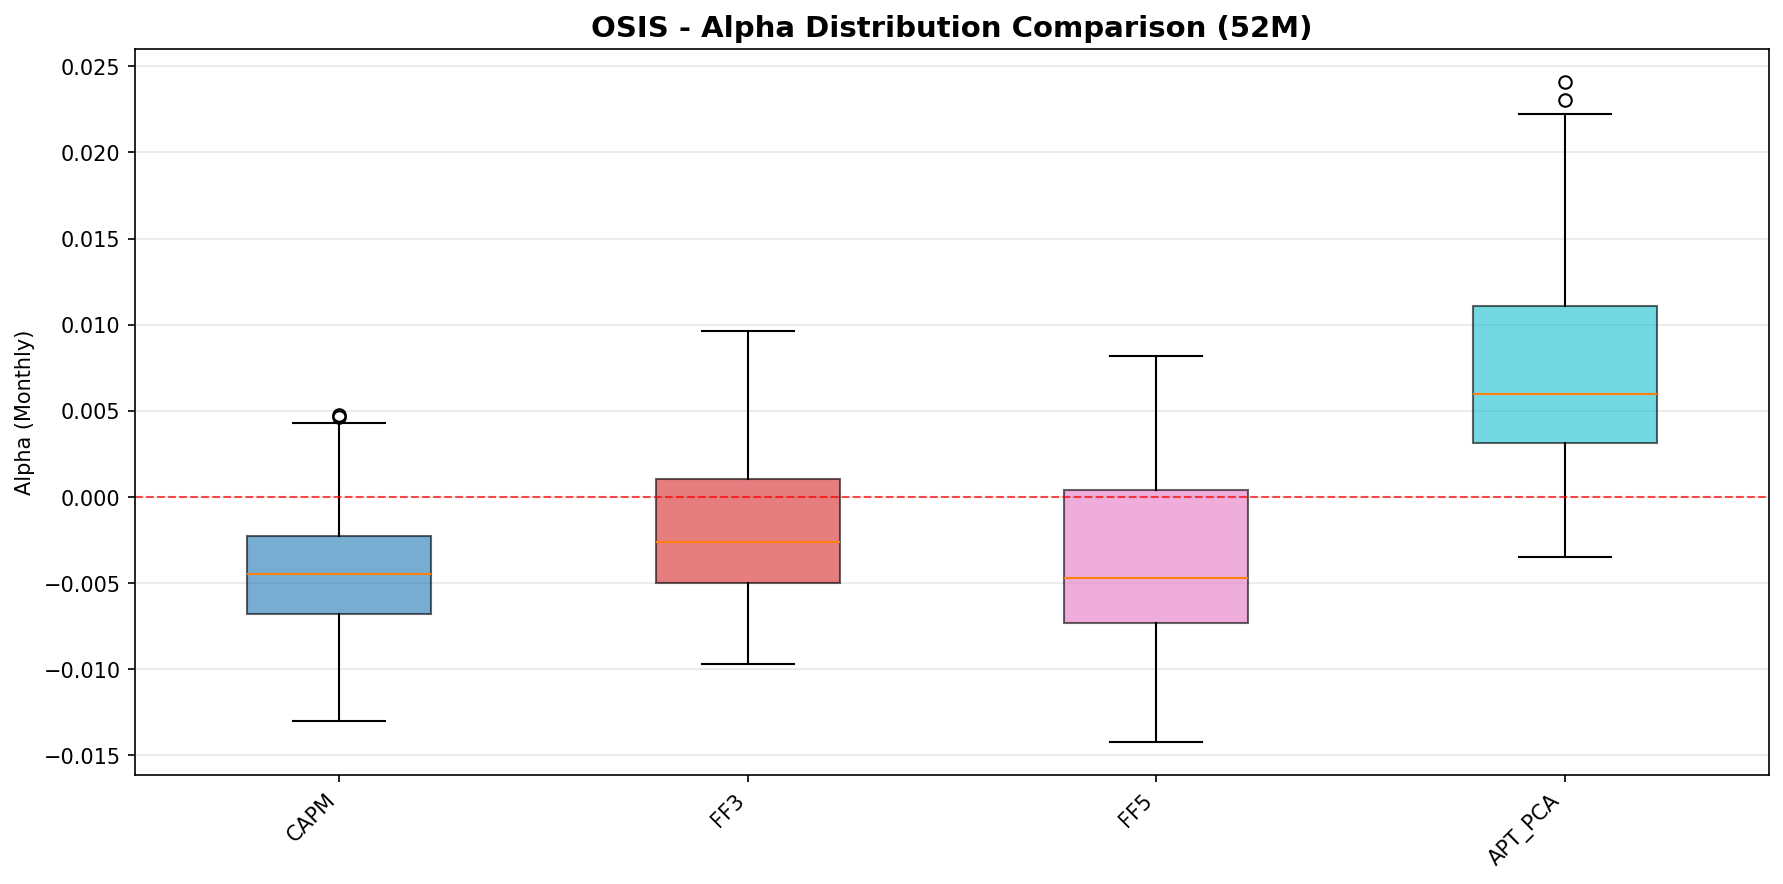 OSIS - Alpha Distribution Comparison (52M)
Alpha (Monthly)
0.025
0.020
0.015
0.010
0.005
0.000
−0.005
−0.010
−0.015
CAPM
FF3
FF5
APT_PCA